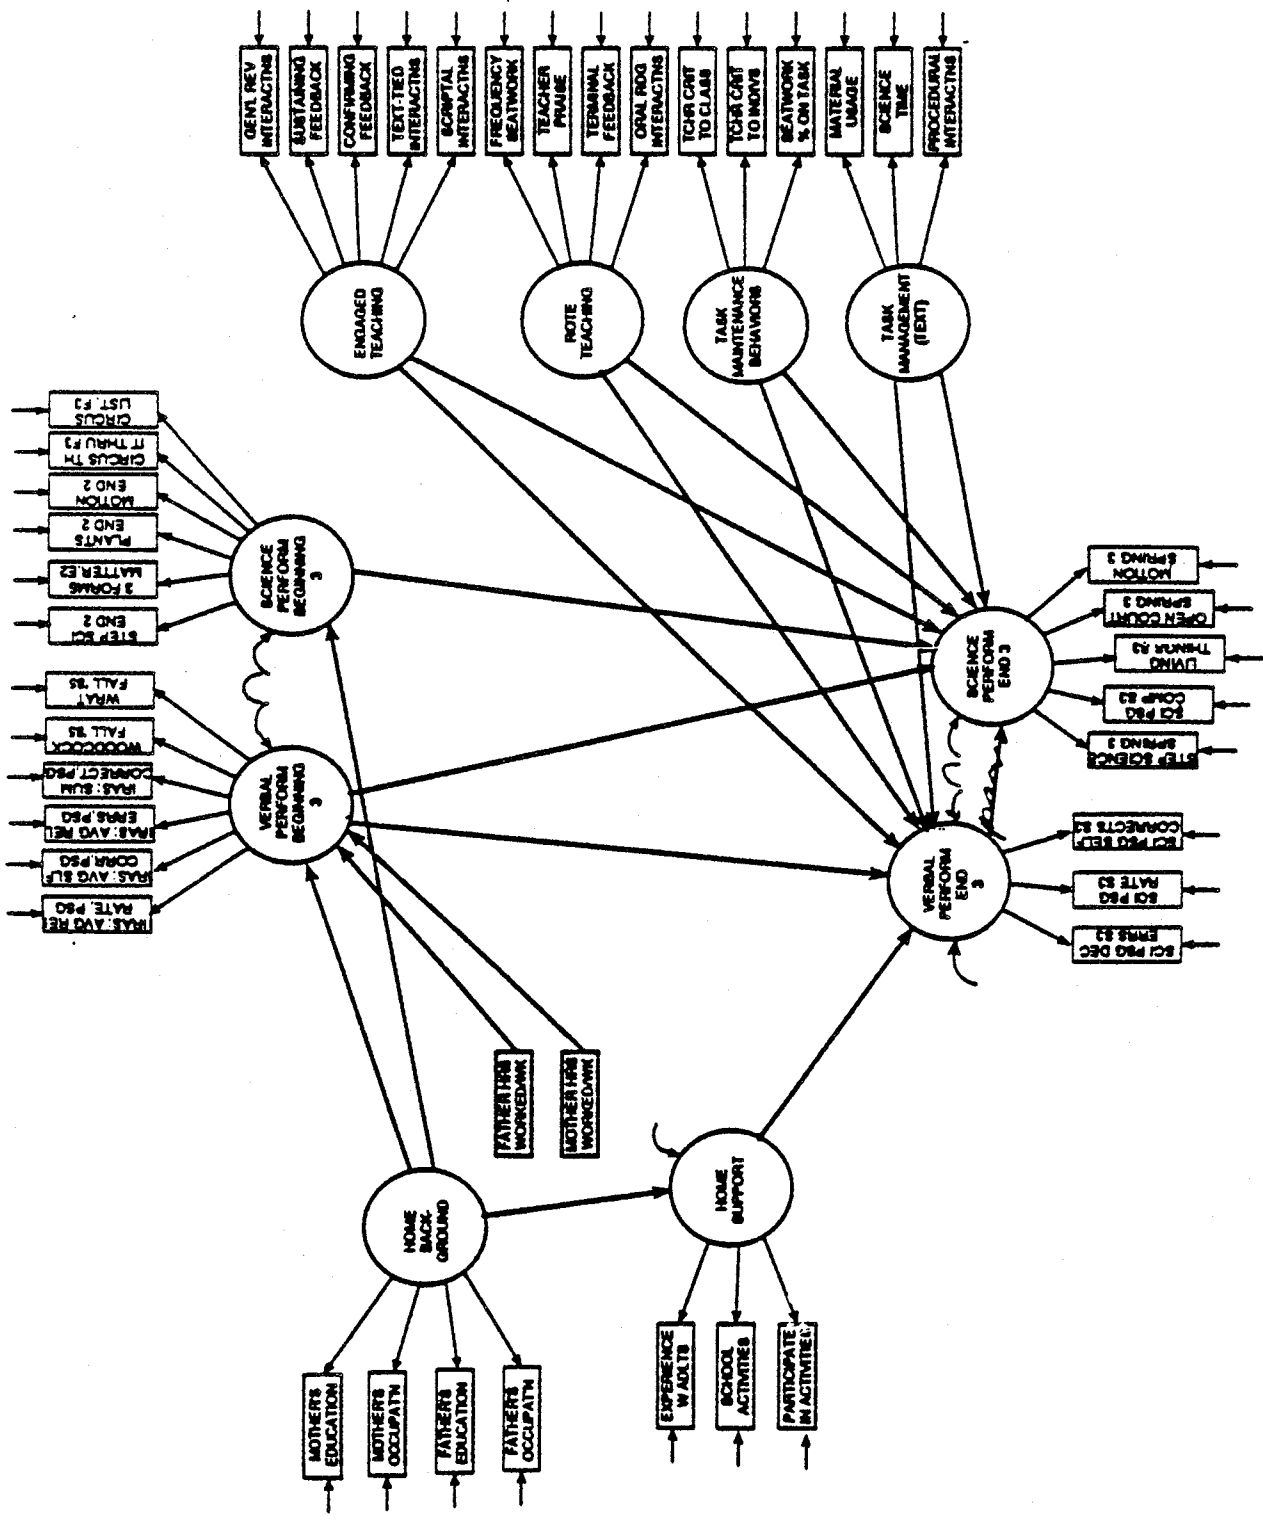 GENL REV
INTERACTNS
SUSTAINING
FEEDBACK
CONFIRMING
FEEDBACK
TEXT-TIED
INTERACTNS
SCRIPTAL
INTERACTNS
FREQUENCY
SEATWORK
TEACHER
PRAISE
TERMINAL
FEEDBACK
ORAL RDG
INTERACTNS
TCHR CRIT
TO CLASS
TCHR CRIT
TO INDIVS
SEATWORK
% ON TASK
MATERIAL
USAGE
SCIENCE
TIME
PROCEDURAL
INTERACTNS
ENGAGED
TEACHING
ROTE
TEACHING
TASK
MAINTENANCE
BEHAVIORS
TASK
MANAGEMENT
(TEXT)
CIRCUS
LIST. F3
CIRCUS TH
IT THRU F3
MOTION
END 2
PLANTS
END 2
3 FORMS
MATTER.E2
STEP SCI
END 2
SCIENCE
PERFORM
BEGINNING
3
WRAT
FALL '85
WOODCOCK
FALL '85
IRAS: SUM
CORRECT. PSG
IRAS: AVG REL
ERRS. PSG
IRAS: AVG SLF
CORR. PSG
IRAS: AVG REL
RATE. PSG
VERBAL
PERFORM
BEGINNING
3
SCIENCE
PERFORM
END 3
MOTION
SPRING 3
OPEN COURT
SPRING 3
LIVING
THINGS S3
SCI PSG
COMP S3
STEP SCIENCE
SPRING 3
VERBAL
PERFORM
END
3
SCI PSG SELF
CORRECTS S3
SCI PSG
RATE S3
SCI PSG DEC
ERRS S3
FATHER HRS
WORKED/WK
MOTHER HRS
WORKED/WK
HOME
BACK-
GROUND
HOME
SUPPORT
MOTHER'S
EDUCATION
MOTHER'S
OCCUPAT'N
FATHER'S
EDUCATION
FATHER'S
OCCUPAT'N
EXPERIENCE
W ADLTS
SCHOOL
ACTIVITIES
PARTICIPATE
IN ACTIVITIES